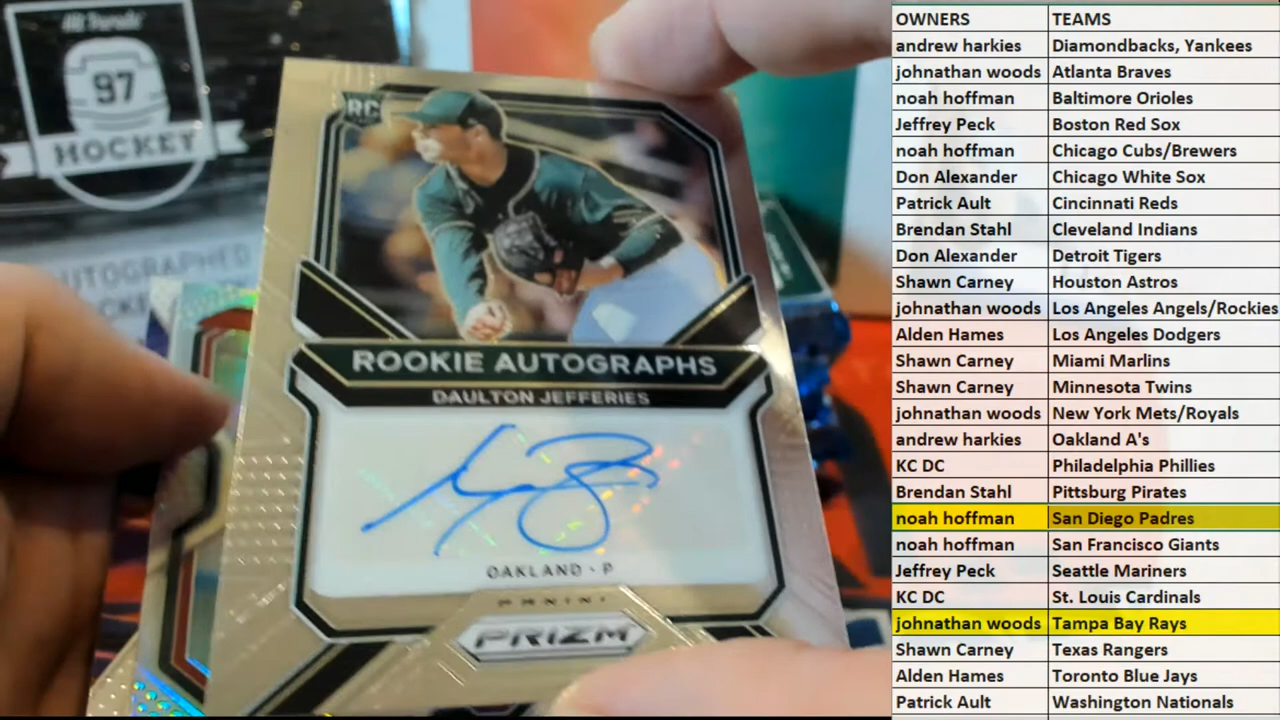 97
HOCKEY
UTOGRAPHED
RC
ROOKIE AUTOGRAPHS
DAULTON JEFFERIES
OAKLAND - P
PANINI
PRIZM
OWNERS TEAMS
andrew harkies Diamondbacks, Yankees
johnathan woods Atlanta Braves
noah hoffman Baltimore Orioles
Jeffrey Peck Boston Red Sox
noah hoffman Chicago Cubs/Brewers
Don Alexander Chicago White Sox
Patrick Ault Cincinnati Reds
Brendan Stahl Cleveland Indians
Don Alexander Detroit Tigers
Shawn Carney Houston Astros
johnathan woods Los Angeles Angels/Rockies
Alden Hames Los Angeles Dodgers
Shawn Carney Miami Marlins
Shawn Carney Minnesota Twins
johnathan woods New York Mets/Royals
andrew harkies Oakland A's
KC DC Philadelphia Phillies
Brendan Stahl Pittsburg Pirates
noah hoffman San Diego Padres
noah hoffman San Francisco Giants
Jeffrey Peck Seattle Mariners
KC DC St. Louis Cardinals
johnathan woods Tampa Bay Rays
Shawn Carney Texas Rangers
Alden Hames Toronto Blue Jays
Patrick Ault Washington Nationals